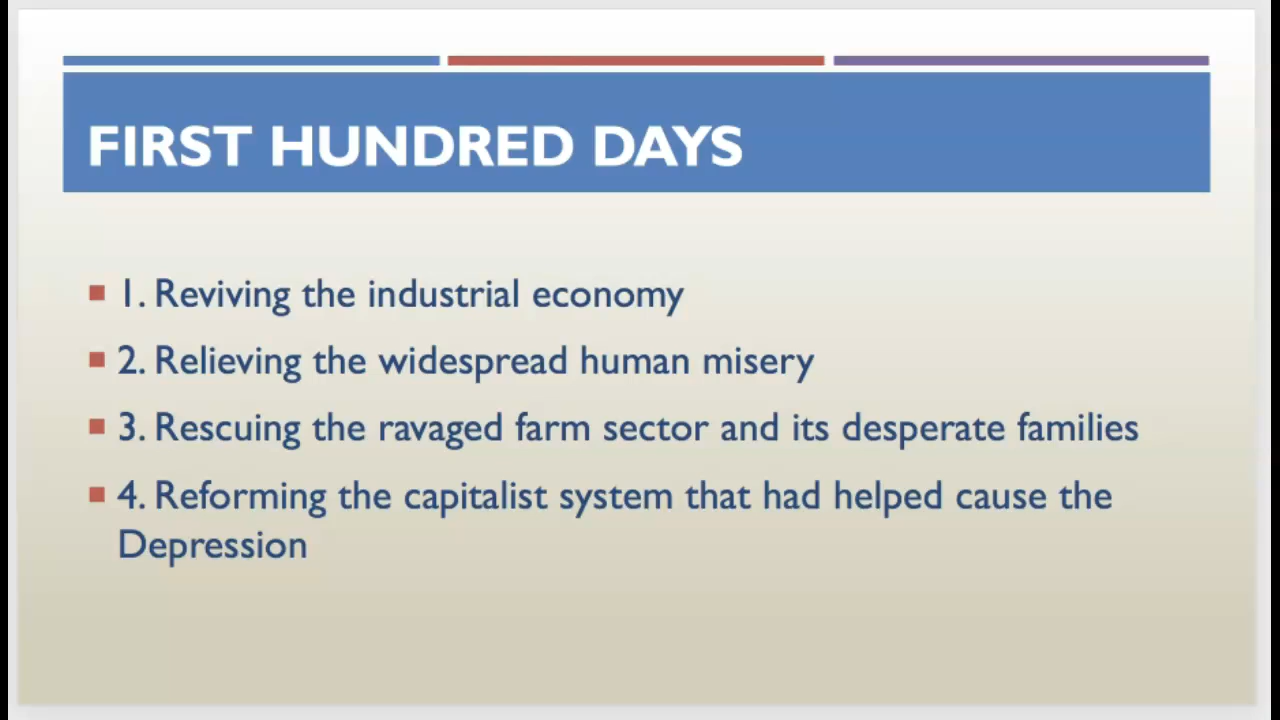 FIRST HUNDRED DAYS
1. Reviving the industrial economy
2. Relieving the widespread human misery
3. Rescuing the ravaged farm sector and its desperate families
4. Reforming the capitalist system that had helped cause the
Depression